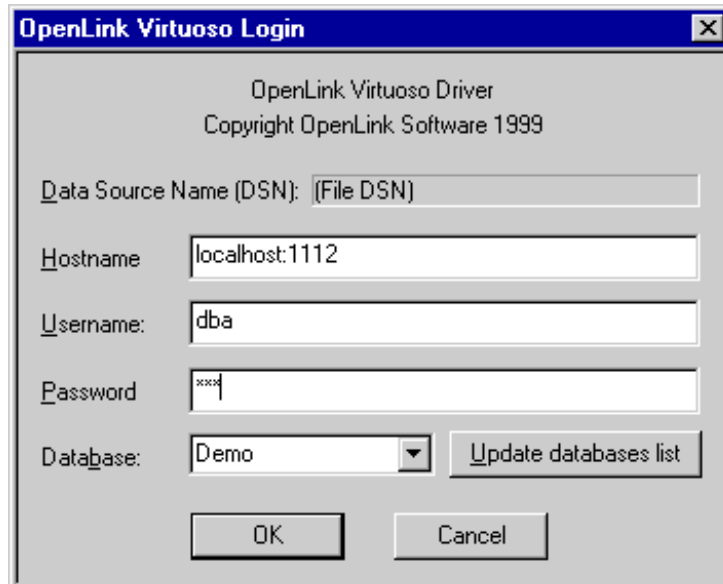 OpenLink Virtuoso Login
OpenLink Virtuoso Driver
Copyright OpenLink Software 1999
Data Source Name (DSN): (File DSN)
Hostname localhost:1112
Username: dba
Password ***
Database: Demo Update databases list
OK Cancel